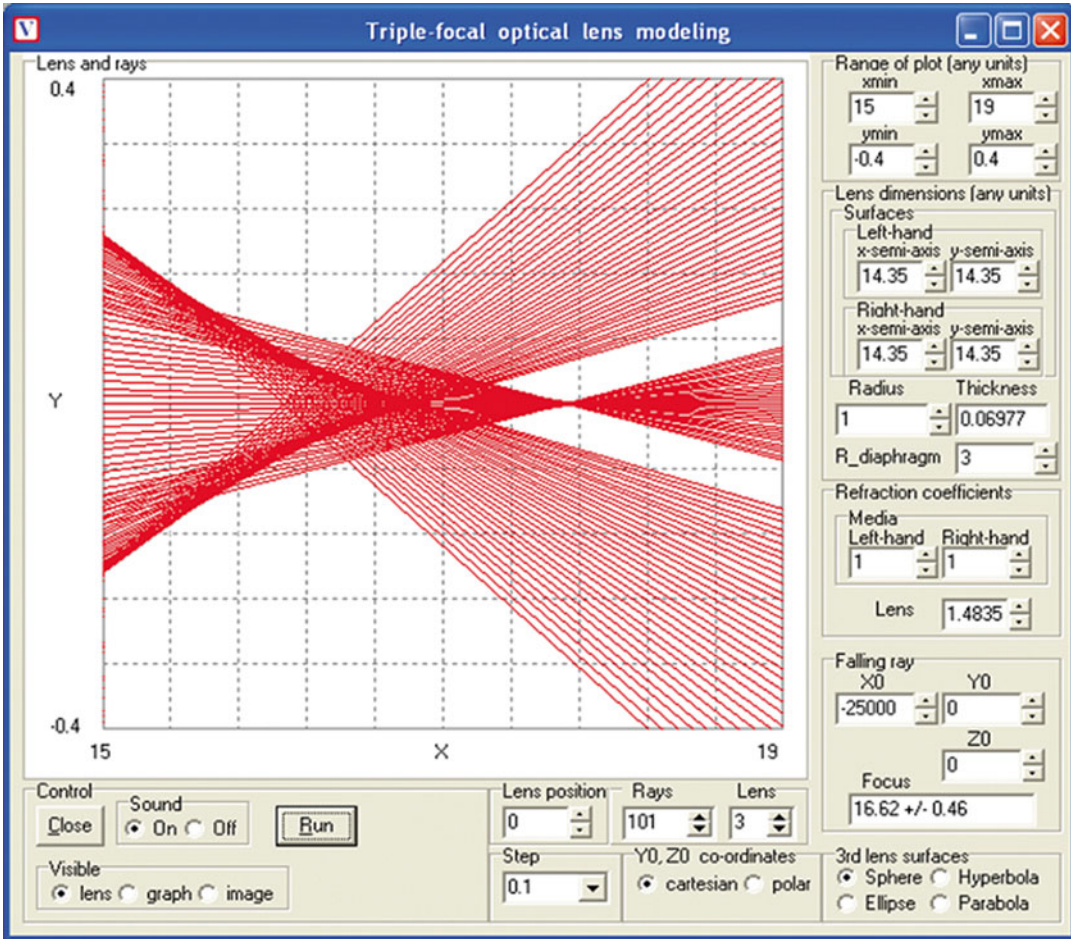 V Triple-focal optical lens modeling
Lens and rays
0.4
Y
-0.4
15 X 19
Range of plot (any units)
xmin xmax
15 19
ymin ymax
-0.4 0.4
Lens dimensions (any units)
Surfaces
Left-hand
x-semi-axis y-semi-axis
14.35 14.35
Right-hand
x-semi-axis y-semi-axis
14.35 14.35
Radius Thickness
1 0.06977
R_diaphragm 3
Refraction coefficients
Media
Left-hand Right-hand
1 1
Lens 1.4835
Falling ray
X0 Y0
-25000 0
Z0
0
Focus
16.62 +/- 0.46
Control
Close
Sound
On Off
Run
Visible
lens graph image
Lens position Rays Lens
0 101 3
Step
0.1
Y0, Z0 co-ordinates
cartesian polar
3rd lens surfaces
Sphere Hyperbola
Ellipse Parabola